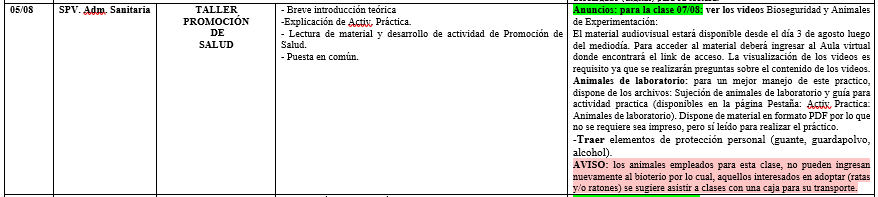 05/08
SPV. Adm. Sanitaria
TALLER
PROMOCIÓN
DE
SALUD
- Breve introducción teórica
-Explicación de Activ. Práctica.
- Lectura de material y desarrollo de actividad de Promoción de
Salud.
- Puesta en común.
Anuncios: para la clase 07/08: ver los videos Bioseguridad y Animales
de Experimentación:
El material audiovisual estará disponible desde el día 3 de agosto luego
del mediodía. Para acceder al material deberá ingresar al Aula virtual
donde encontrará el link de acceso. La visualización de los videos es
requisito ya que se realizarán preguntas sobre el contenido de los videos.
Animales de laboratorio: para un mejor manejo de este practico,
dispone de los archivos: Sujeción de animales de laboratorio y guía para
actividad practica (disponibles en la página Pestaña: Activ. Practica:
Animales de laboratorio). Dispone de material en formato PDF por lo que
no se requiere sea impreso, pero sí leído para realizar el práctico.
-Traer elementos de protección personal (guante, guardapolvo,
alcohol).
AVISO: los animales empleados para esta clase, no pueden ingresan
nuevamente al bioterio por lo cual, aquellos interesados en adoptar (ratas
y/o ratones) se sugiere asistir a clases con una caja para su transporte.